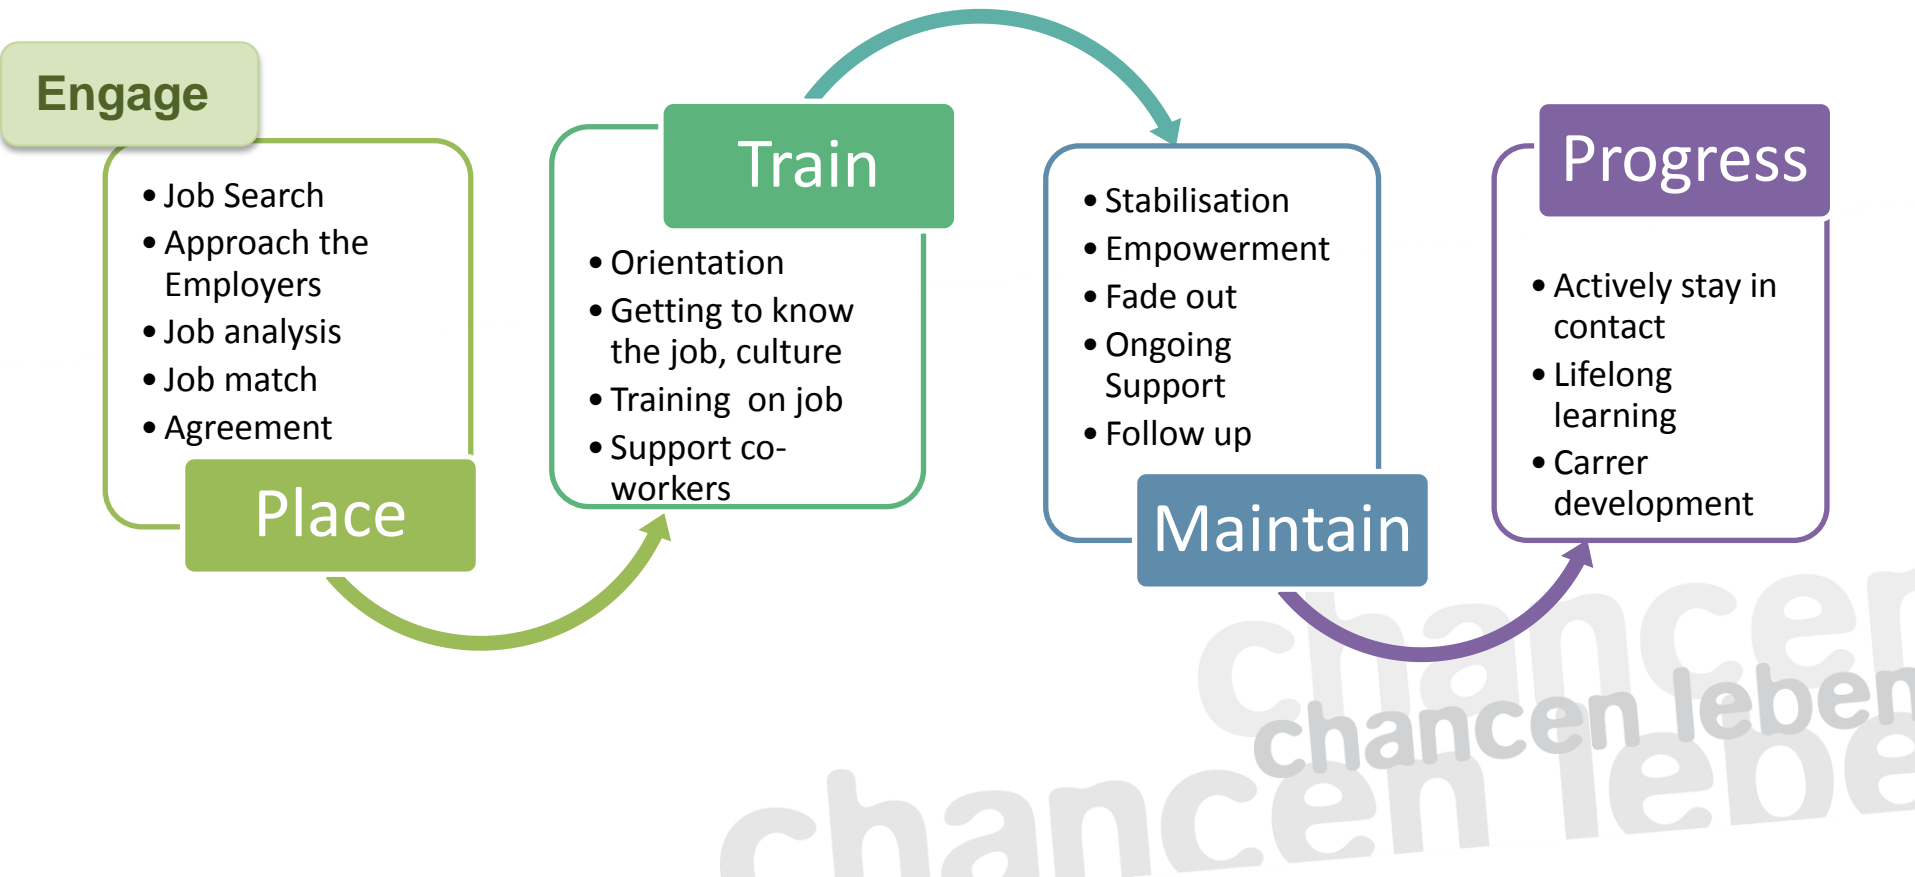 Engage
• Job Search
• Approach the
Employers
• Job analysis
• Job match
• Agreement
Place
Train
• Orientation
• Getting to know
the job, culture
• Training  on job
• Support co-
workers
• Stabilisation
• Empowerment
• Fade out
• Ongoing
Support
• Follow up
Maintain
Progress
• Actively stay in
contact
• Lifelong
learning
• Carrer
development
chancen
chancen leben
chancen lebe